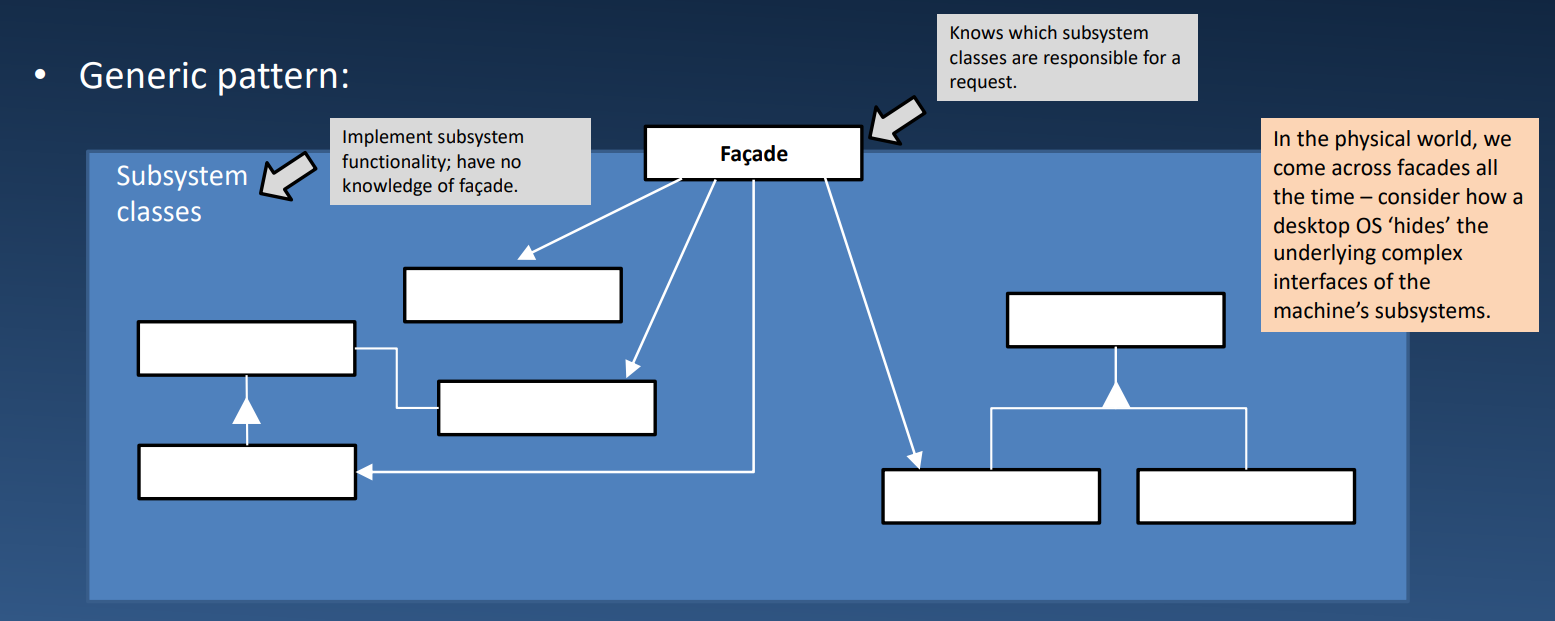 • Generic pattern:
Knows which subsystem
classes are responsible for a
request.
Implement subsystem
functionality; have no
knowledge of façade.
Façade
In the physical world, we
come across facades all
the time – consider how a
desktop OS ‘hides’ the
underlying complex
interfaces of the
machine’s subsystems.
Subsystem
classes